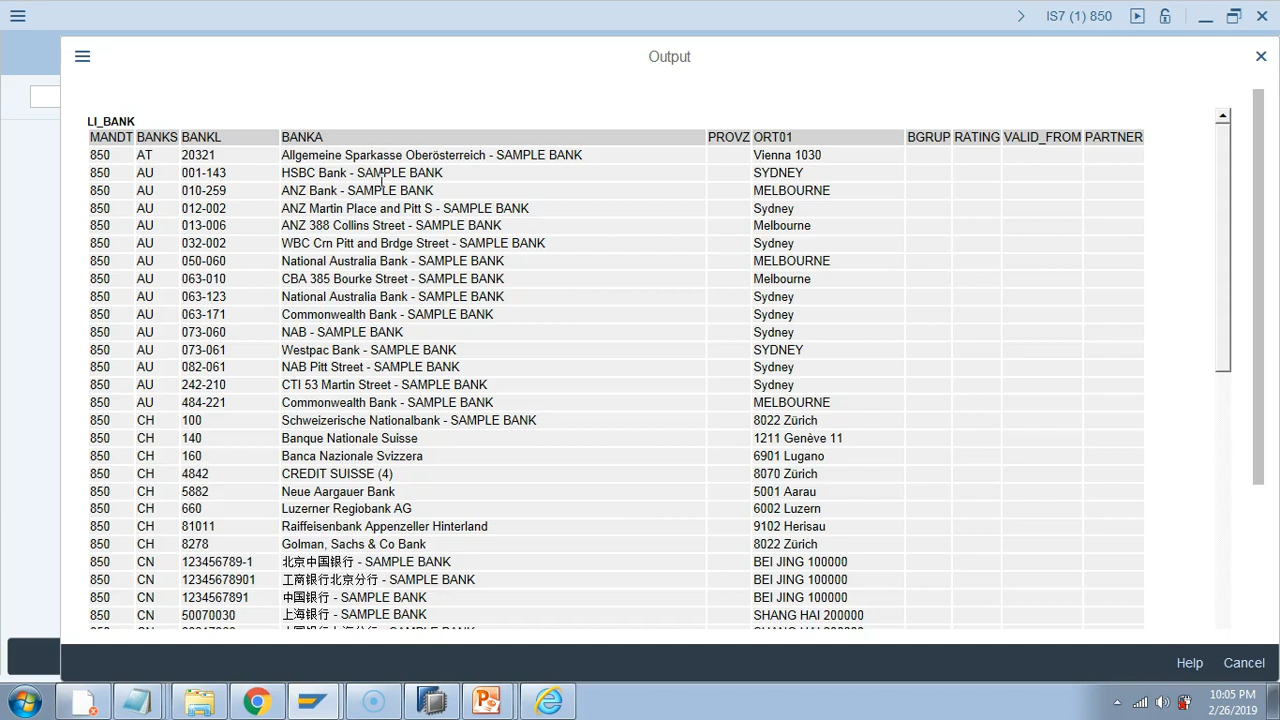 IS7 (1) 850
Output
LI_BANK
MANDT BANKS BANKL BANKA PROVZ ORT01 BGRUP RATING VALID_FROM PARTNER
850 AT 20321 Allgemeine Sparkasse Oberösterreich - SAMPLE BANK Vienna 1030
850 AU 001-143 HSBC Bank - SAMPLE BANK SYDNEY
850 AU 010-259 ANZ Bank - SAMPLE BANK MELBOURNE
850 AU 012-002 ANZ Martin Place and Pitt S - SAMPLE BANK Sydney
850 AU 013-006 ANZ 388 Collins Street - SAMPLE BANK Melbourne
850 AU 032-002 WBC Crn Pitt and Brdge Street - SAMPLE BANK Sydney
850 AU 050-060 National Australia Bank - SAMPLE BANK MELBOURNE
850 AU 063-010 CBA 385 Bourke Street - SAMPLE BANK Melbourne
850 AU 063-123 National Australia Bank - SAMPLE BANK Sydney
850 AU 063-171 Commonwealth Bank - SAMPLE BANK Sydney
850 AU 073-060 NAB - SAMPLE BANK Sydney
850 AU 073-061 Westpac Bank - SAMPLE BANK SYDNEY
850 AU 082-061 NAB Pitt Street - SAMPLE BANK Sydney
850 AU 242-210 CTI 53 Martin Street - SAMPLE BANK Sydney
850 AU 484-221 Commonwealth Bank - SAMPLE BANK MELBOURNE
850 CH 100 Schweizerische Nationalbank - SAMPLE BANK 8022 Zürich
850 CH 140 Banque Nationale Suisse 1211 Genève 11
850 CH 160 Banca Nazionale Svizzera 6901 Lugano
850 CH 4842 CREDIT SUISSE (4) 8070 Zürich
850 CH 5882 Neue Aargauer Bank 5001 Aarau
850 CH 660 Luzerner Regiobank AG 6002 Luzern
850 CH 81011 Raiffeisenbank Appenzeller Hinterland 9102 Herisau
850 CH 8278 Golman, Sachs & Co Bank 8022 Zürich
850 CN 123456789-1 北京中国银行 - SAMPLE BANK BEI JING 100000
850 CN 12345678901 工商银行北京分行 - SAMPLE BANK BEI JING 100000
850 CN 1234567891 中国银行 - SAMPLE BANK BEI JING 100000
850 CN 50070030 上海银行 - SAMPLE BANK SHANG HAI 200000
Help Cancel
10:05 PM
2/26/2019